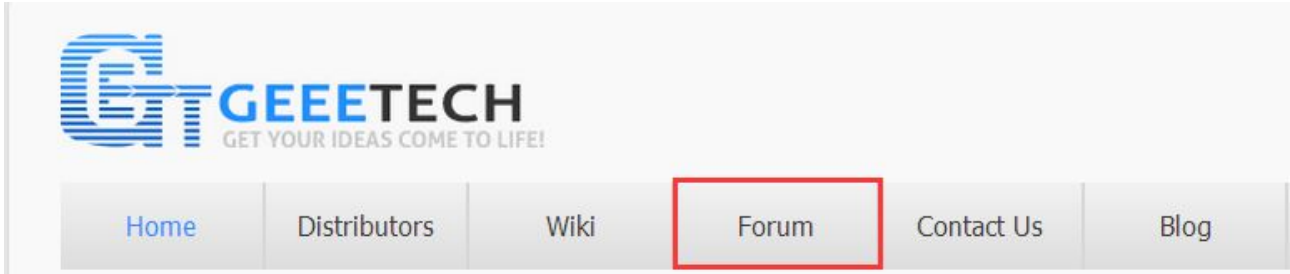 GEEETECH
GET YOUR IDEAS COME TO LIFE!
Home Distributors Wiki Forum Contact Us Blog